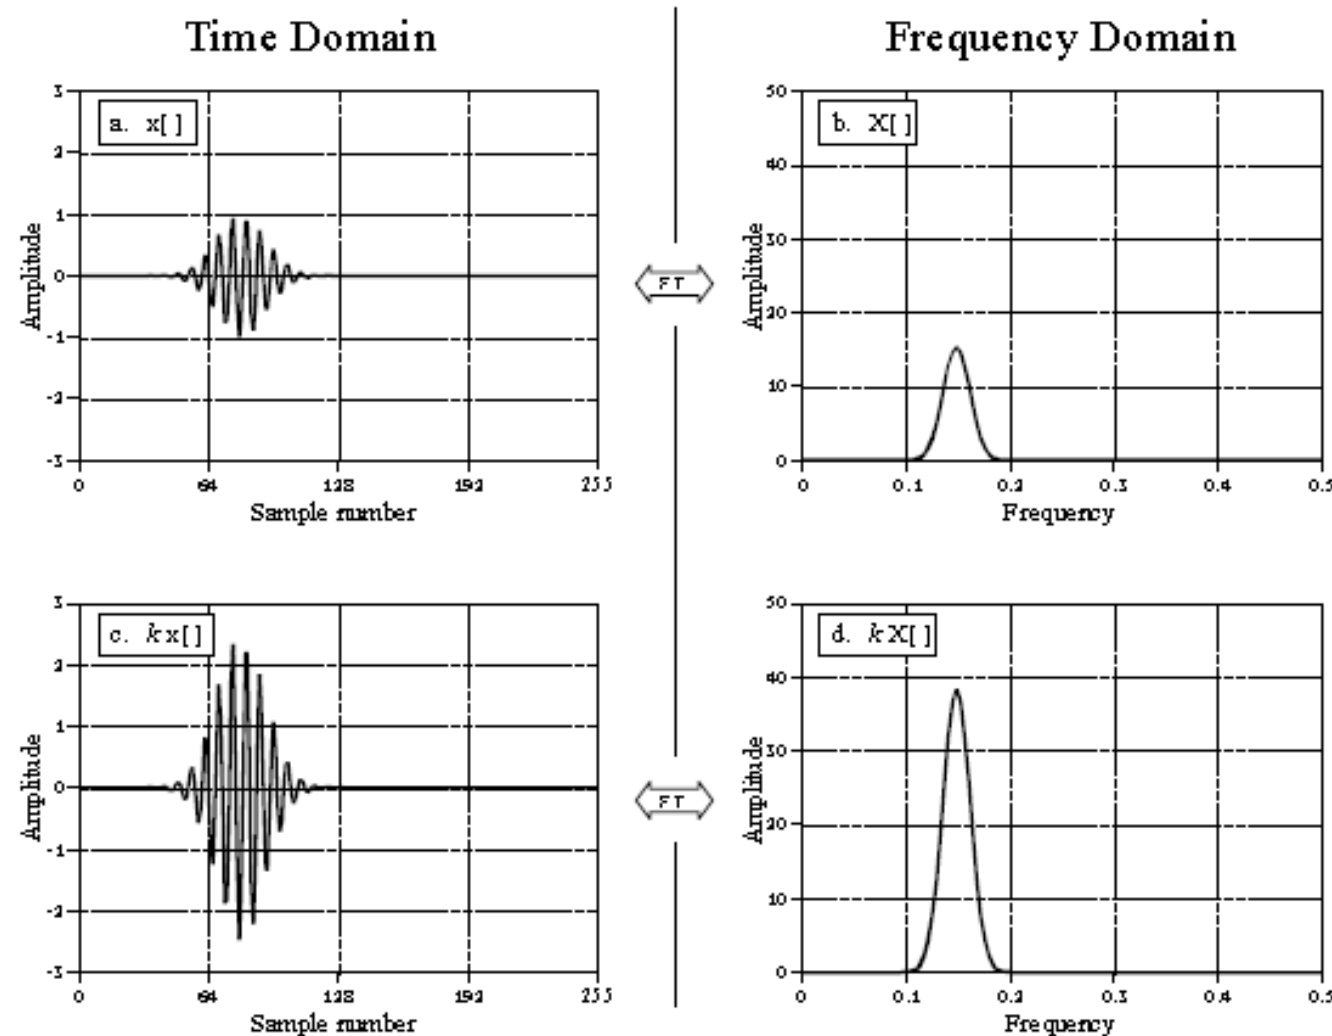 Time Domain
Frequency Domain
a. x[ ]
3
2
1
0
-1
-2
-3
Amplitude
0 64 128 192 255
Sample number
FT
b. X[ ]
50
40
30
20
10
0
Amplitude
0 0.1 0.2 0.3 0.4 0.5
Frequency
c. k x[ ]
3
2
1
0
-1
-2
-3
Amplitude
0 64 128 192 255
Sample number
FT
d. k X[ ]
50
40
30
20
10
0
Amplitude
0 0.1 0.2 0.3 0.4 0.5
Frequency